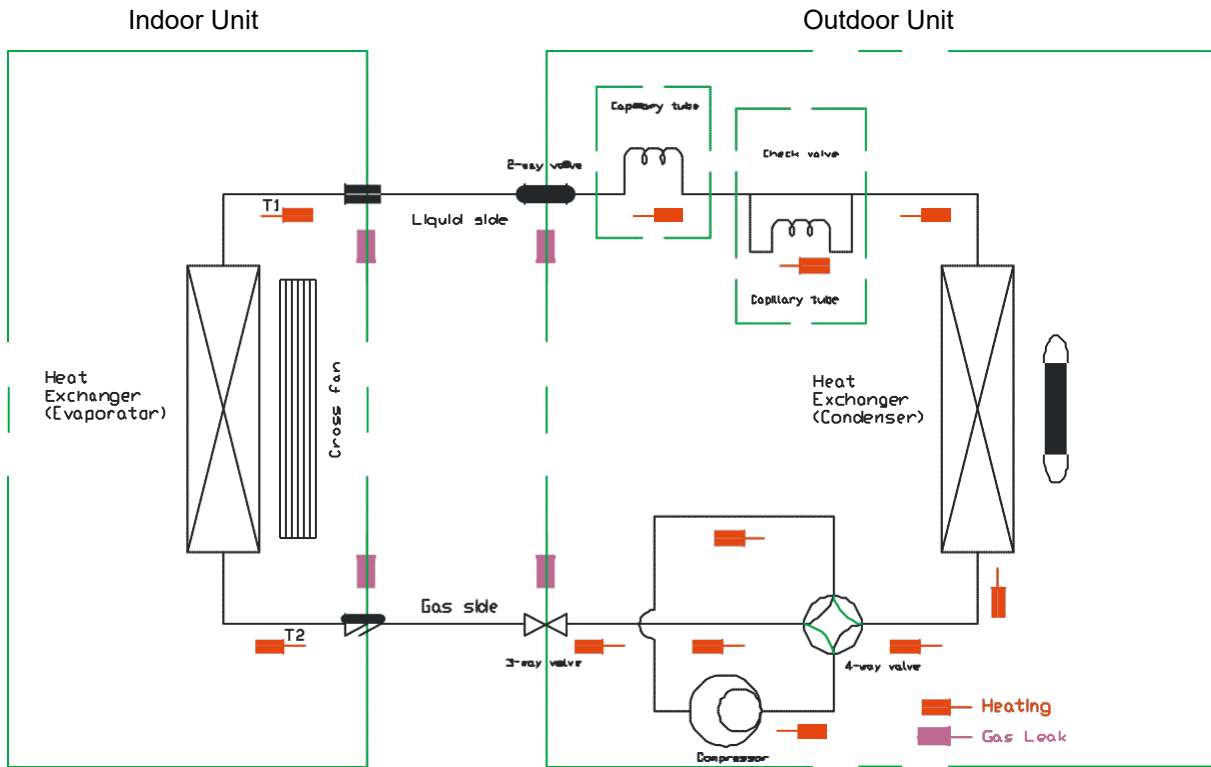 Indoor Unit
Outdoor Unit
Capillary tube
Check valve
2-way valve
T1
Liquid side
Capillary tube
Heat
Exchanger
(Evaporator)
Cross fan
Heat
Exchanger
(Condenser)
Gas side
T2
3-way valve
4-way valve
Compressor
Heating
Gas Leak